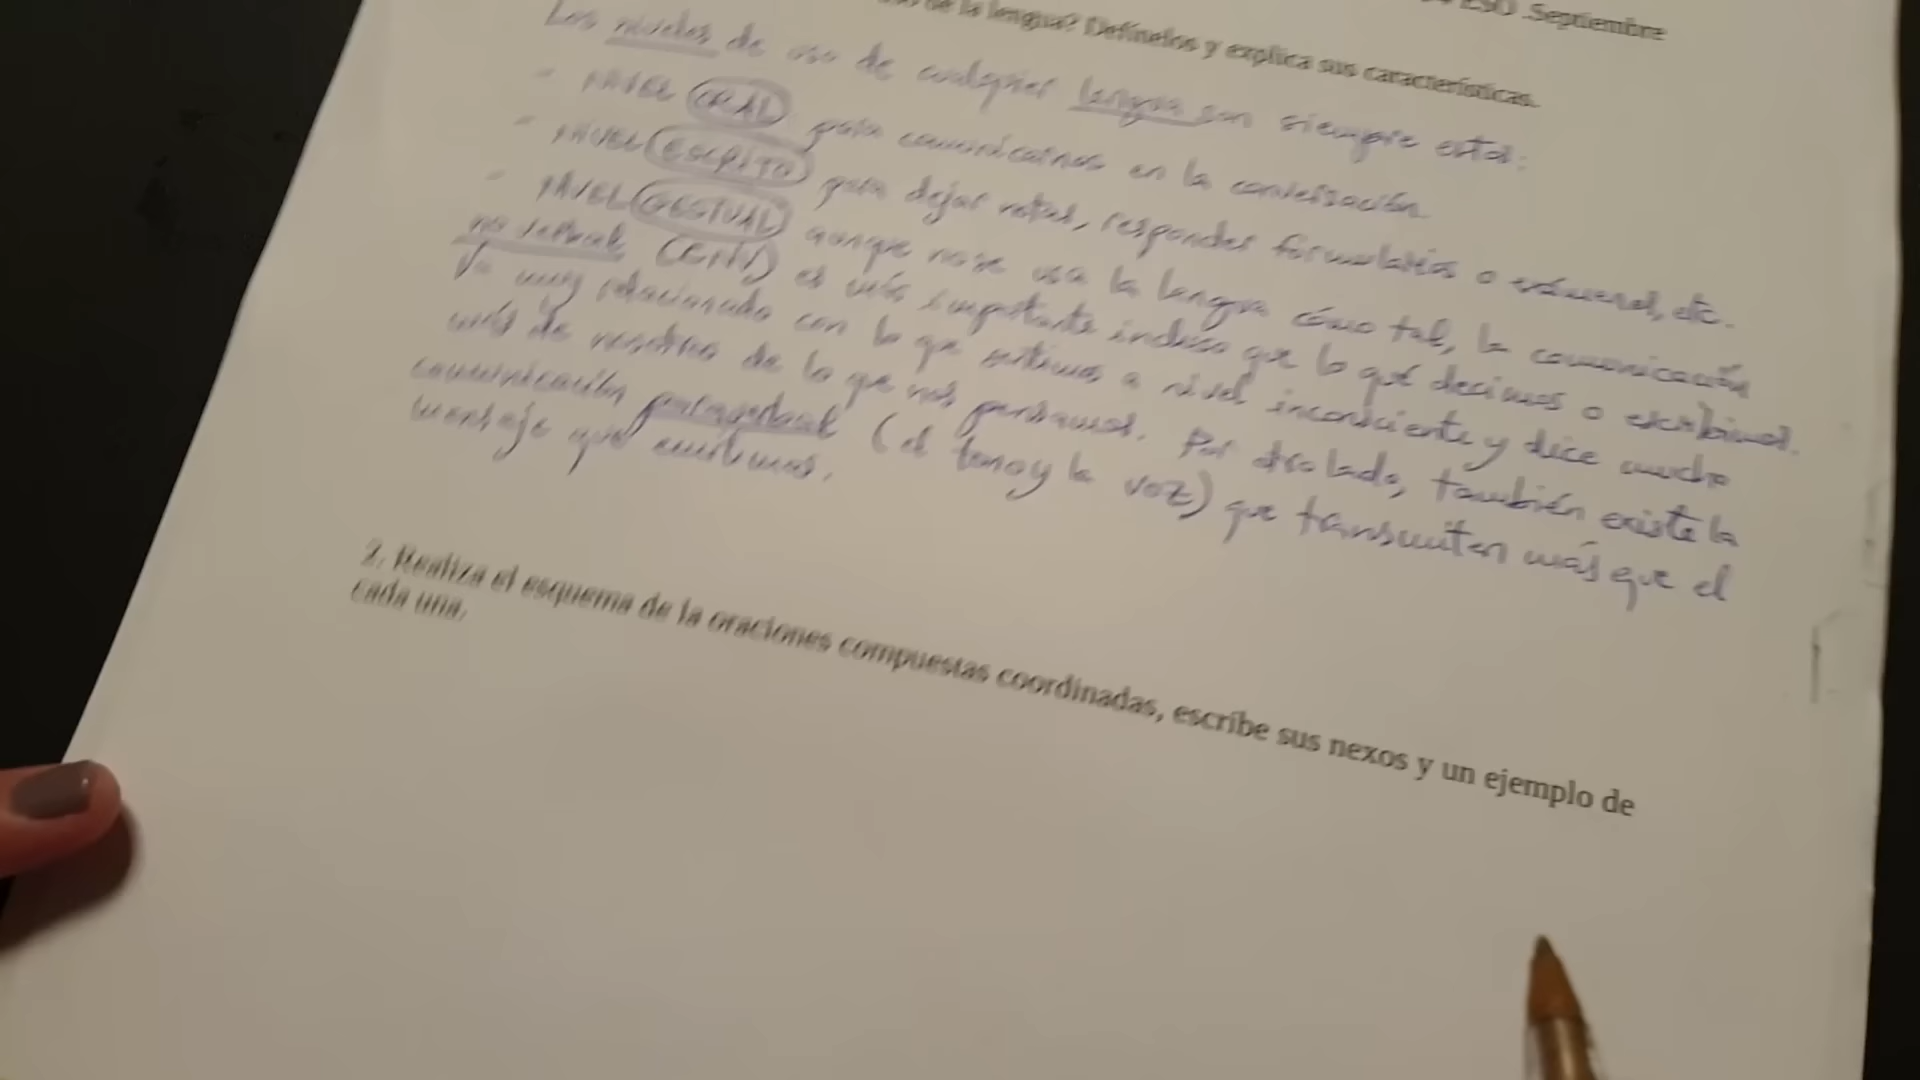 ESO .Septiembre
de la lengua? Defínelos y explica sus características.
Los niveles de uso de cualquier lengua son siempre estos:
- NIVEL ORAL para comunicarnos en la conversación.
- NIVEL ESCRITO para dejar notas, responder formularios o exámenes, etc.
- NIVEL GESTUAL aunque no se usa la lengua cómo tal, la comunicación
no verbal (CNV) es más importante incluso que lo que decimos o escribimos.
Va muy relacionado con lo que sentimos a nivel inconsciente y dice mucho
más de nosotros de lo que nos pensamos. Por otro lado, también existe la
comunicación paraverbal (el tono y la voz) que transmiten más que el
mensaje que emitimos.
2. Realiza el esquema de la oraciones compuestas coordinadas, escribe sus nexos y un ejemplo de
cada una.